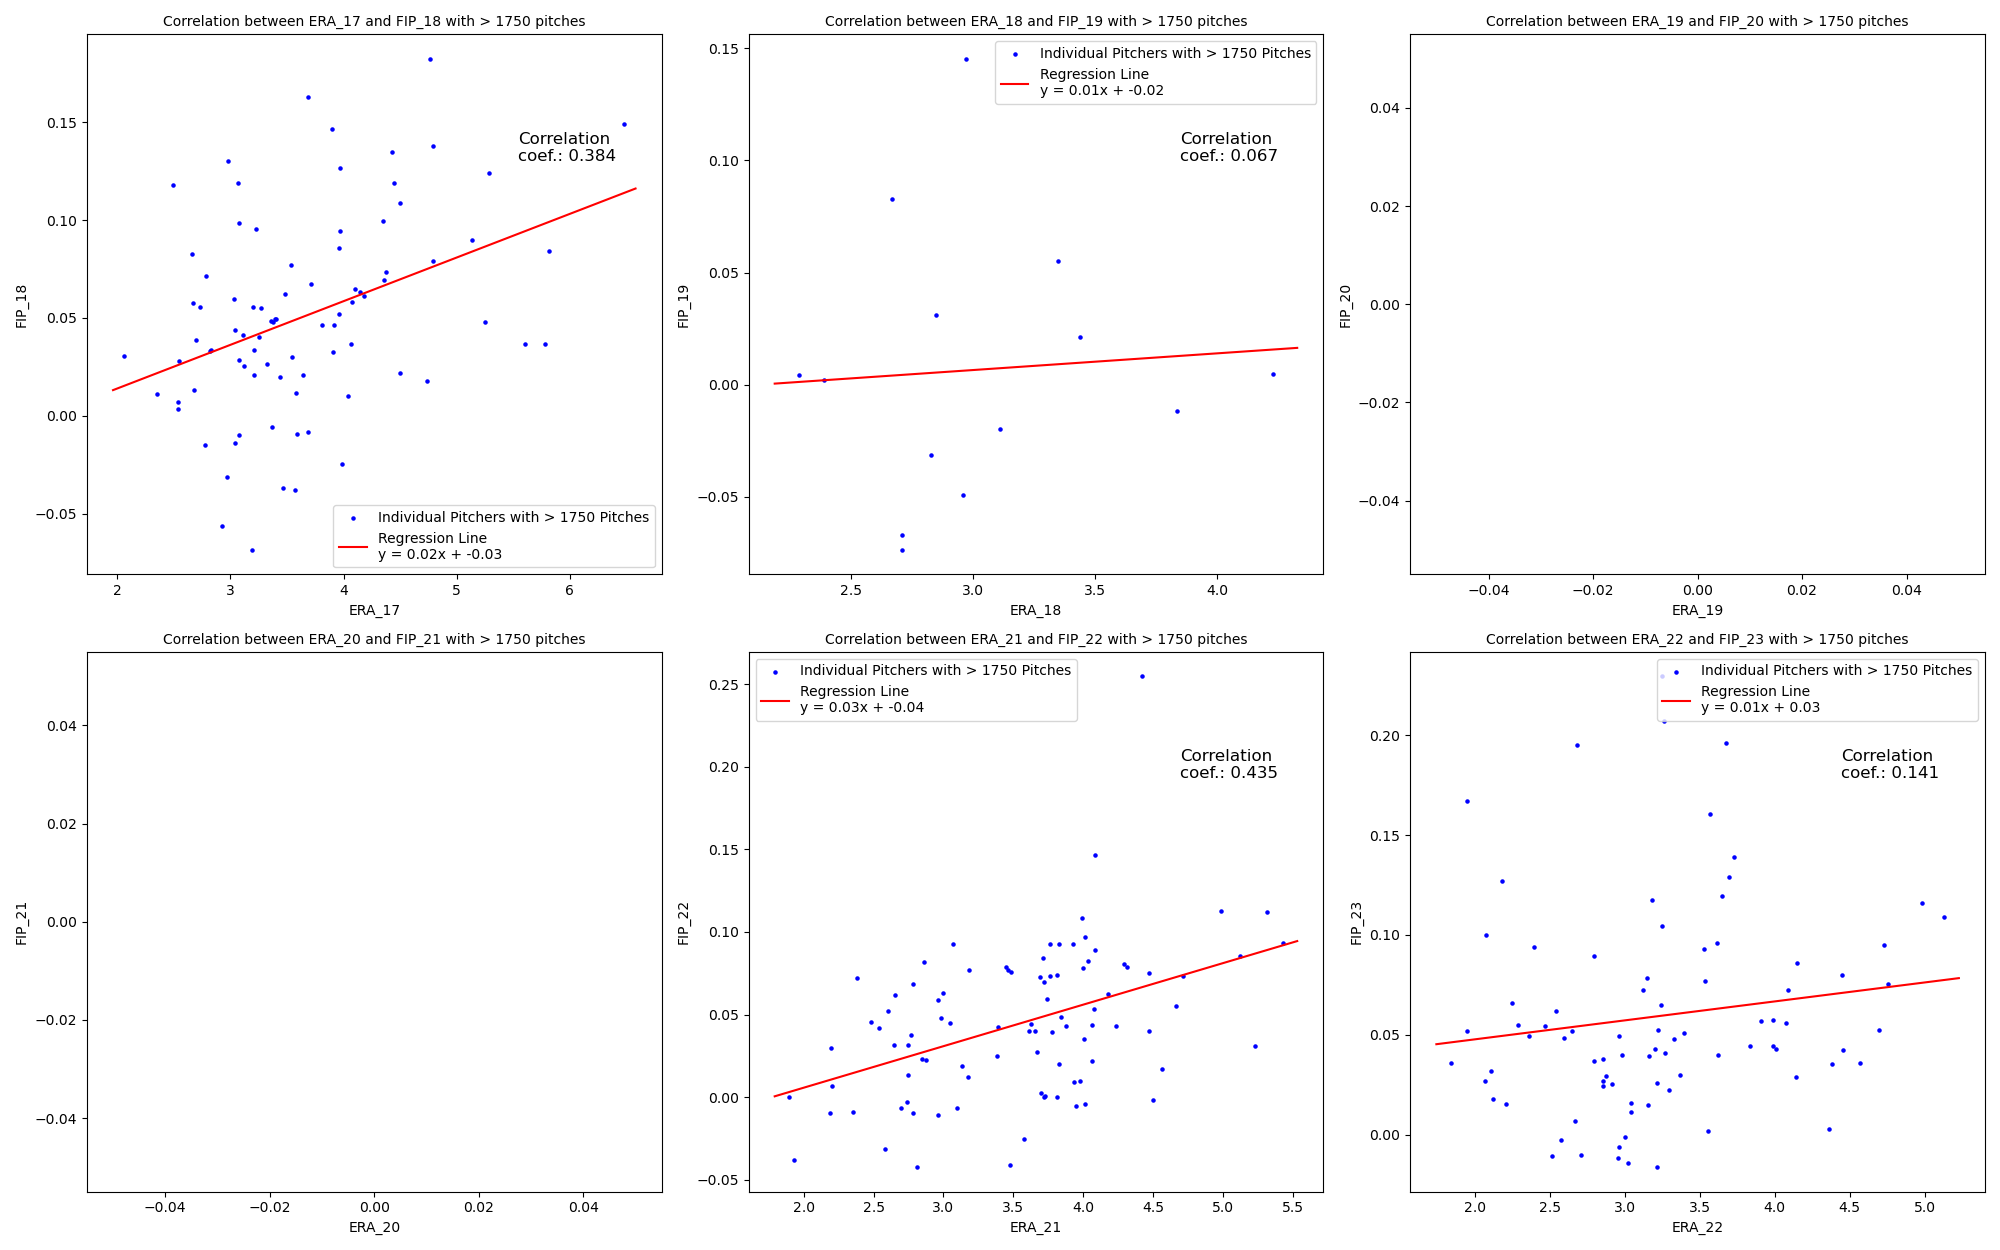 Correlation between ERA_17 and FIP_18 with > 1750 pitches
FIP_18
0.15
0.10
0.05
0.00
−0.05
Correlation
coef.: 0.384
Individual Pitchers with > 1750 Pitches
Regression Line
y = 0.02x + -0.03
2 3 4 5 6
ERA_17
Correlation between ERA_18 and FIP_19 with > 1750 pitches
FIP_19
0.15
0.10
0.05
0.00
−0.05
Individual Pitchers with > 1750 Pitches
Regression Line
y = 0.01x + -0.02
Correlation
coef.: 0.067
2.5 3.0 3.5 4.0
ERA_18
Correlation between ERA_19 and FIP_20 with > 1750 pitches
FIP_20
0.04
0.02
0.00
−0.02
−0.04
−0.04 −0.02 0.00 0.02 0.04
ERA_19
Correlation between ERA_20 and FIP_21 with > 1750 pitches
FIP_21
0.04
0.02
0.00
−0.02
−0.04
−0.04 −0.02 0.00 0.02 0.04
ERA_20
Correlation between ERA_21 and FIP_22 with > 1750 pitches
FIP_22
0.25
0.20
0.15
0.10
0.05
0.00
−0.05
Individual Pitchers with > 1750 Pitches
Regression Line
y = 0.03x + -0.04
Correlation
coef.: 0.435
2.0 2.5 3.0 3.5 4.0 4.5 5.0 5.5
ERA_21
Correlation between ERA_22 and FIP_23 with > 1750 pitches
FIP_23
0.20
0.15
0.10
0.05
0.00
Individual Pitchers with > 1750 Pitches
Regression Line
y = 0.01x + 0.03
Correlation
coef.: 0.141
2.0 2.5 3.0 3.5 4.0 4.5 5.0
ERA_22